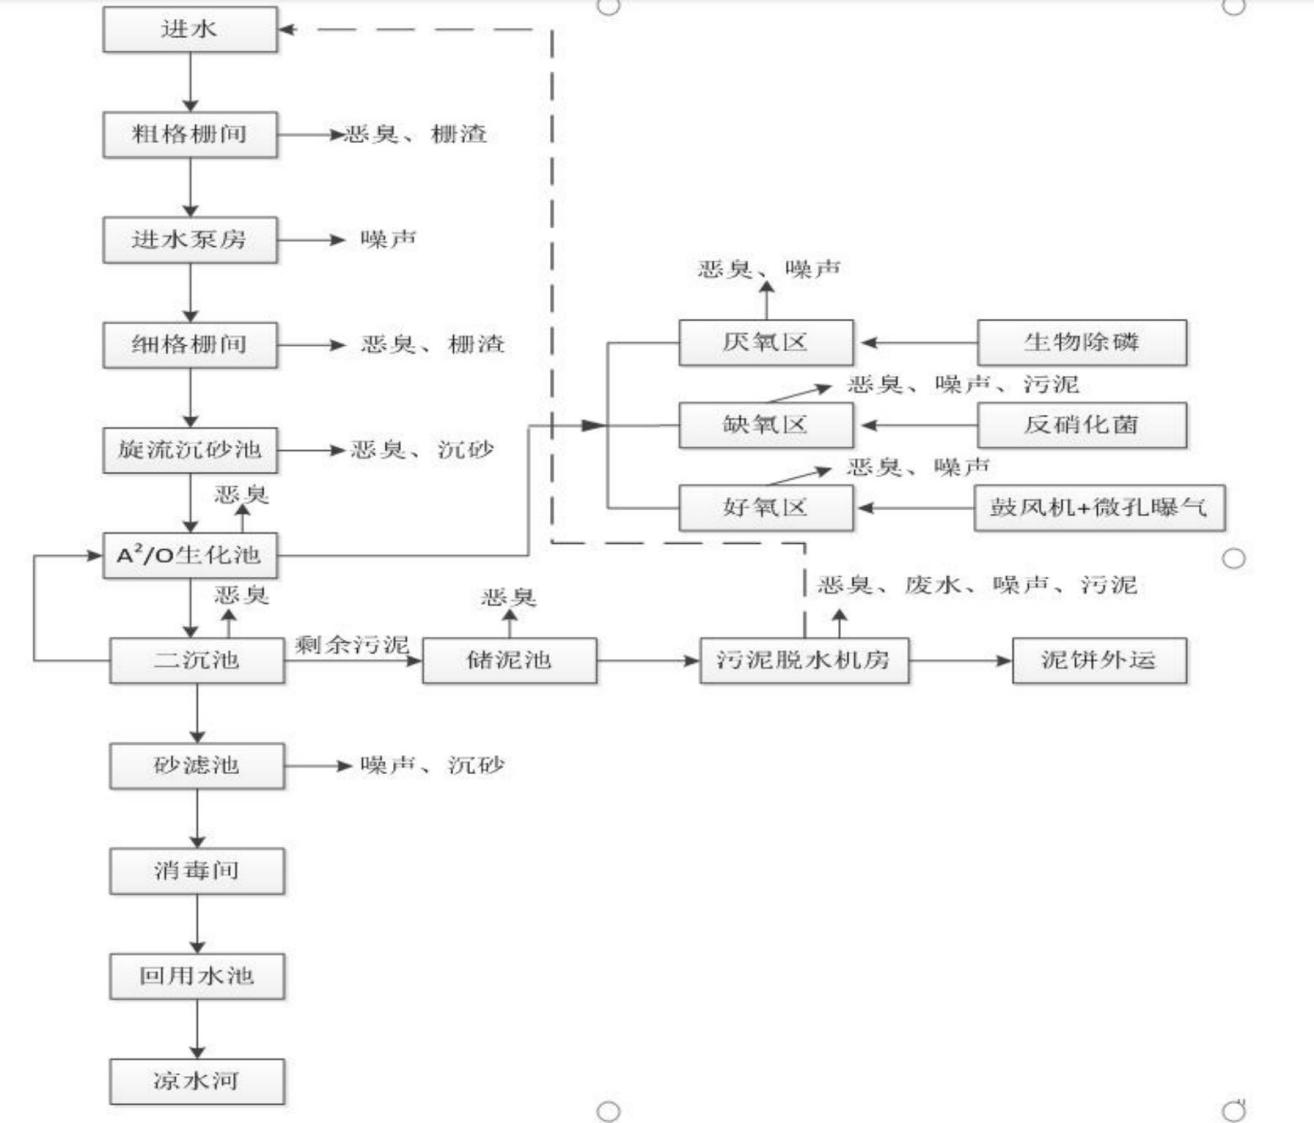 进水
粗格栅间
恶臭、栅渣
进水泵房
噪声
细格栅间
恶臭、栅渣
旋流沉砂池
恶臭、沉砂
恶臭
A²/O生化池
恶臭、噪声
厌氧区
生物除磷
恶臭、噪声、污泥
缺氧区
反硝化菌
恶臭、噪声
好氧区
鼓风机+微孔曝气
恶臭
二沉池
剩余污泥
恶臭
储泥池
恶臭、废水、噪声、污泥
污泥脱水机房
泥饼外运
砂滤池
噪声、沉砂
消毒间
回用水池
凉水河